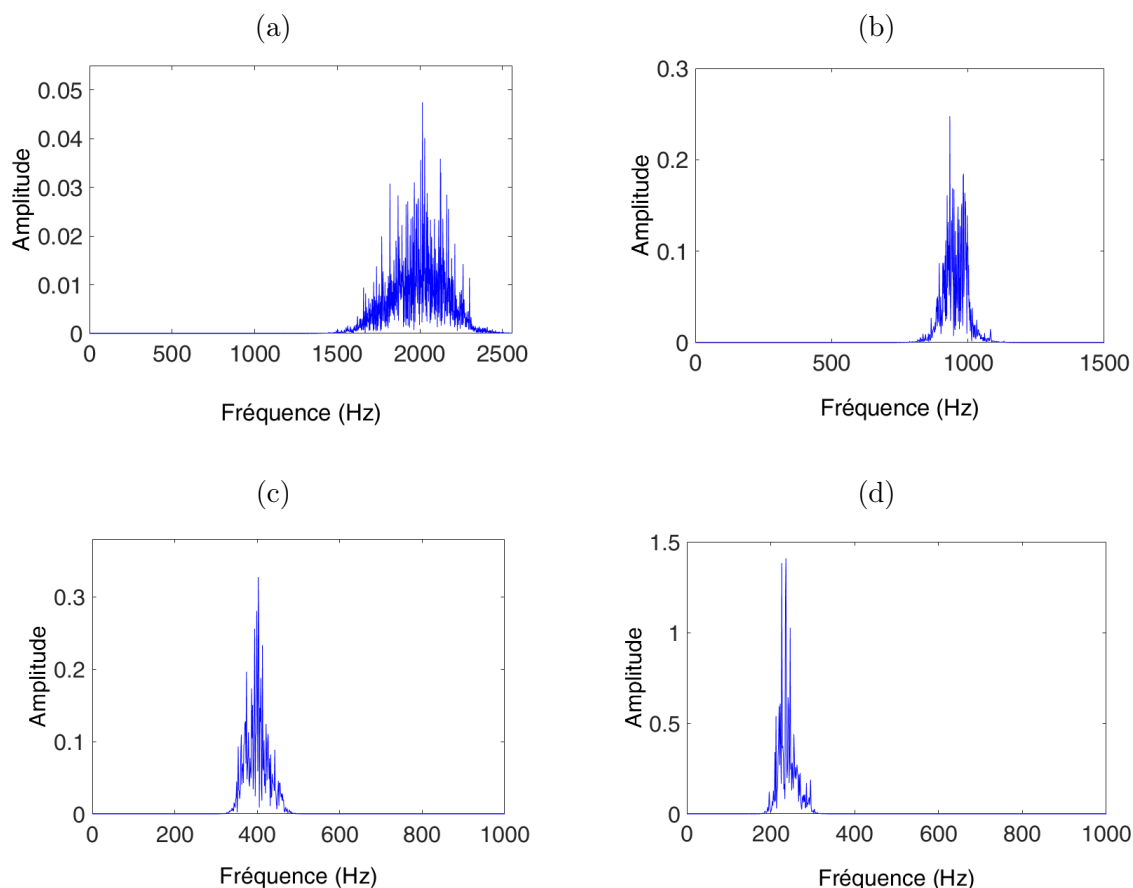 (a)
Amplitude
0.05
0.04
0.03
0.02
0.01
0
0 500 1000 1500 2000 2500
Fréquence (Hz)
(b)
Amplitude
0.3
0.2
0.1
0
0 500 1000 1500
Fréquence (Hz)
(c)
Amplitude
0.3
0.2
0.1
0
0 200 400 600 800 1000
Fréquence (Hz)
(d)
Amplitude
1.5
1
0.5
0
0 200 400 600 800 1000
Fréquence (Hz)